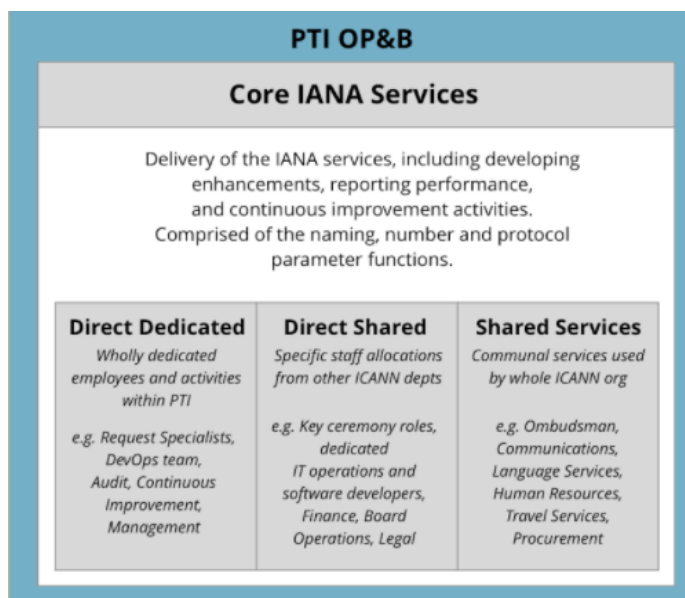 PTI OP&B
Core IANA Services
Delivery of the IANA services, including developing
enhancements, reporting performance,
and continuous improvement activities.
Comprised of the naming, number and protocol
parameter functions.
Direct Dedicated
Wholly dedicated
employees and activities
within PTI
e.g. Request Specialists,
DevOps team,
Audit, Continuous
Improvement,
Management
Direct Shared
Specific staff allocations
from other ICANN depts
e.g. Key ceremony roles,
dedicated
IT operations and
software developers,
Finance, Board
Operations, Legal
Shared Services
Communal services used
by whole ICANN org
e.g. Ombudsman,
Communications,
Language Services,
Human Resources,
Travel Services,
Procurement